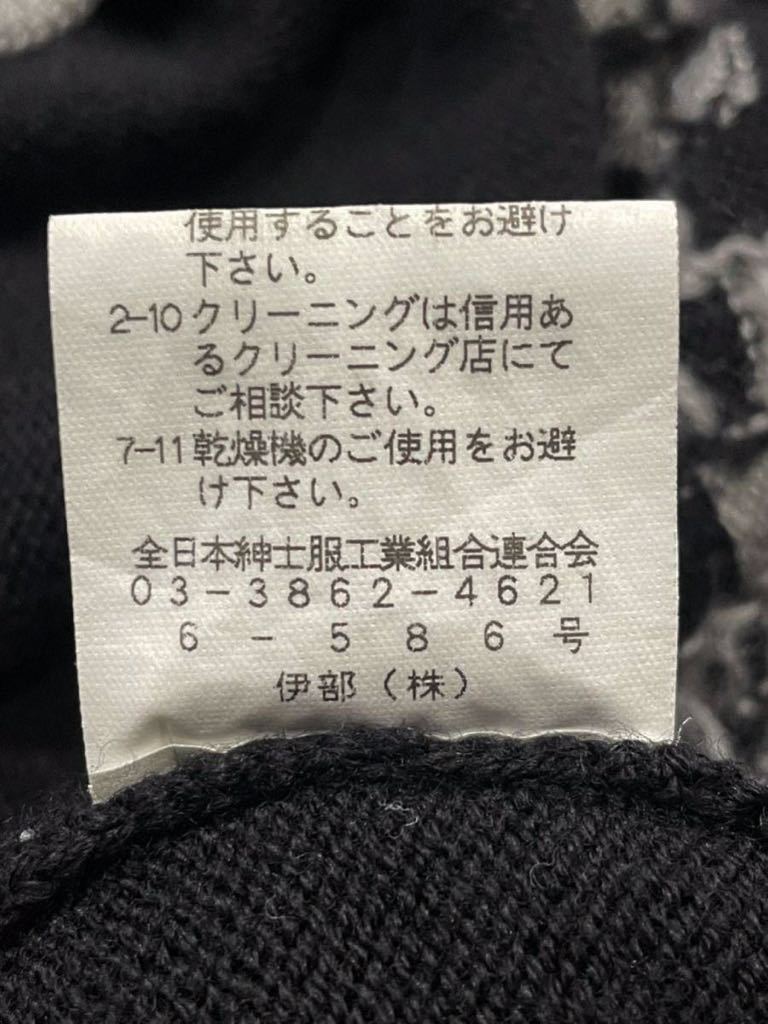 使用することをお避け
下さい。
2-10 クリーニングは信用あ
るクリーニング店にて
ご相談下さい。
7-11 乾燥機のご使用をお避
け下さい。
全日本紳士服工業組合連合会
03-3862-4621
6-586号
伊部（株）